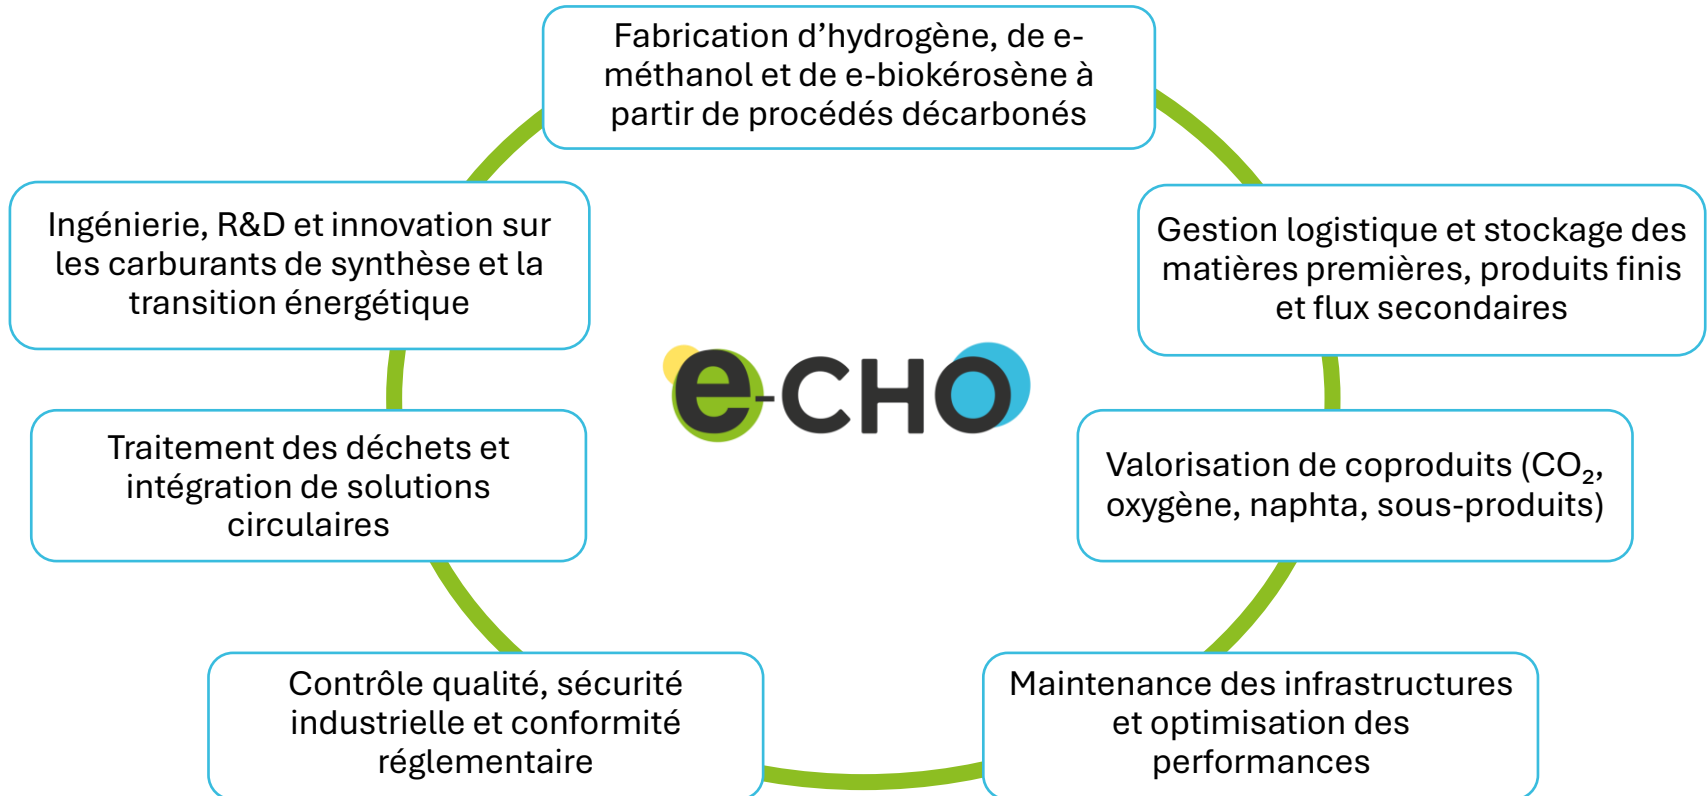 Fabrication d’hydrogène, de e-
méthanol et de e-biokérosène à
partir de procédés décarbonés
Ingénierie, R&D et innovation sur
les carburants de synthèse et la
transition énergétique
Gestion logistique et stockage des
matières premières, produits finis
et flux secondaires
e-CHO
Traitement des déchets et
intégration de solutions
circulaires
Valorisation de coproduits (CO₂,
oxygène, naphta, sous-produits)
Contrôle qualité, sécurité
industrielle et conformité
réglementaire
Maintenance des infrastructures
et optimisation des
performances